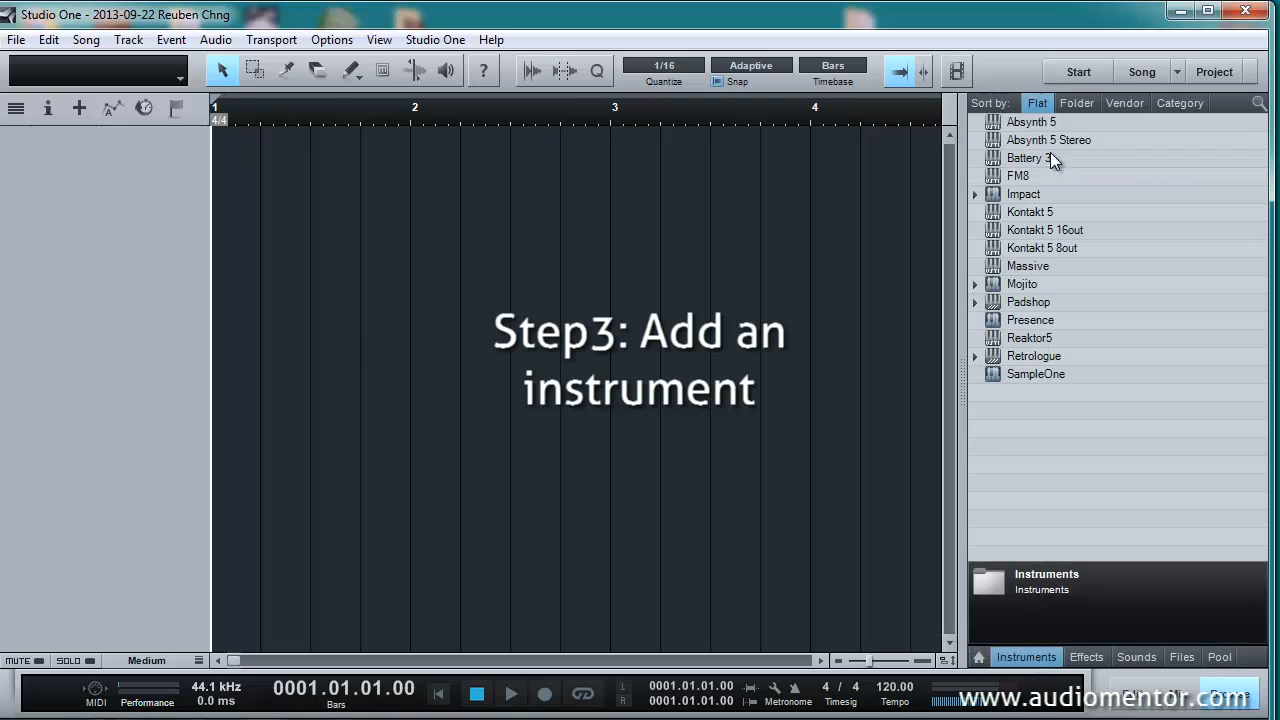 Studio One - 2013-09-22 Reuben Chng
File Edit Song Track Event Audio Transport Options View Studio One Help
1/16 Adaptive Bars
Quantize Snap Timebase
Start Song Project
1 2 3 4
4/4
Sort by: Flat Folder Vendor Category
Absynth 5
Absynth 5 Stereo
Battery 3
FM8
Impact
Kontakt 5
Kontakt 5 16out
Kontakt 5 8out
Massive
Mojito
Padshop
Presence
Reaktor5
Retrologue
SampleOne
Step3: Add an
instrument
Instruments
Instruments
MUTE SOLO Medium
Instruments Effects Sounds Files Pool
MIDI Performance
44.1 kHz
0.0 ms
0001.01.01.00
Bars
L 0001.01.01.00
R 0001.01.01.00
Metronome
4 / 4
Timesig
120.00
Tempo
www.audiomentor.com